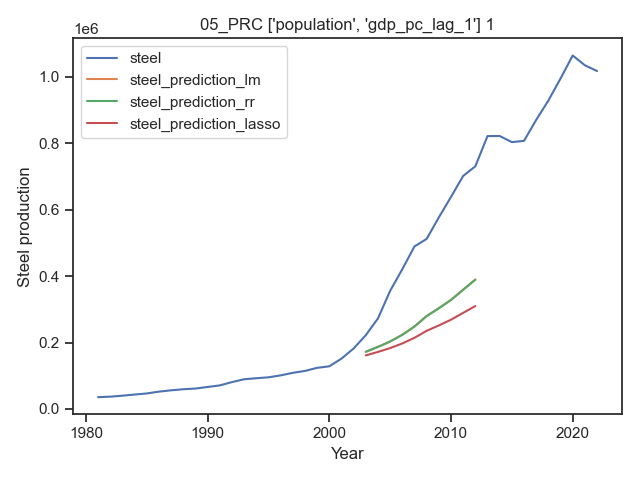 05_PRC ['population', 'gdp_pc_lag_1'] 1
1e6
steel
steel_prediction_lm
steel_prediction_rr
steel_prediction_lasso
1.0
0.8
0.6
0.4
0.2
0.0
Steel production
1980 1990 2000 2010 2020
Year